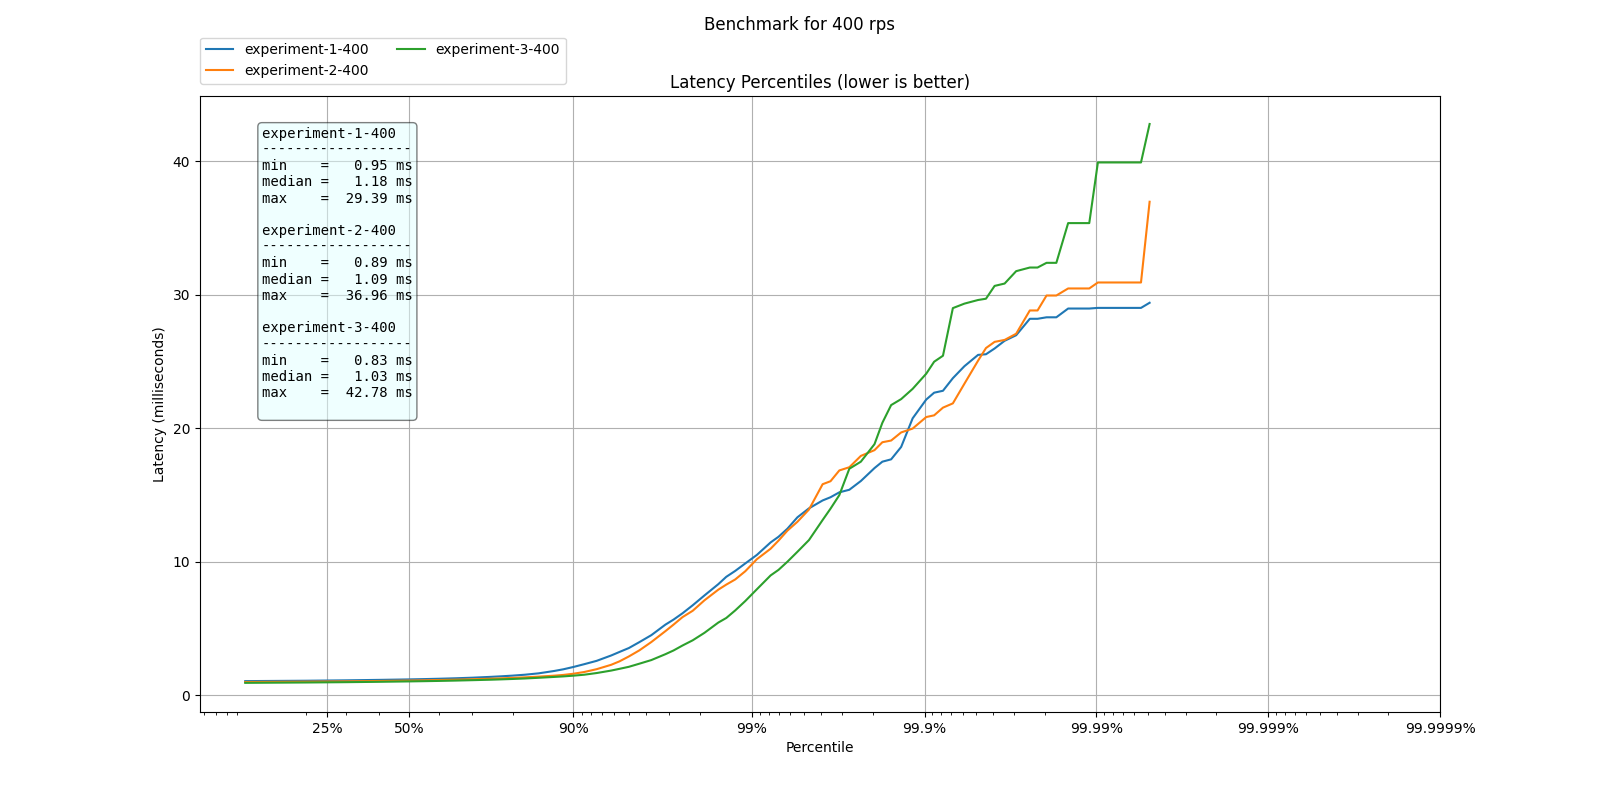 Benchmark for 400 rps
experiment-1-400
experiment-2-400
experiment-3-400
Latency Percentiles (lower is better)
experiment-1-400
------------------
min    =   0.95 ms
median =   1.18 ms
max    =  29.39 ms
experiment-2-400
------------------
min    =   0.89 ms
median =   1.09 ms
max    =  36.96 ms
experiment-3-400
------------------
min    =   0.83 ms
median =   1.03 ms
max    =  42.78 ms
Latency (milliseconds)
40
30
20
10
0
25% 50% 90% 99% 99.9% 99.99% 99.999% 99.9999%
Percentile